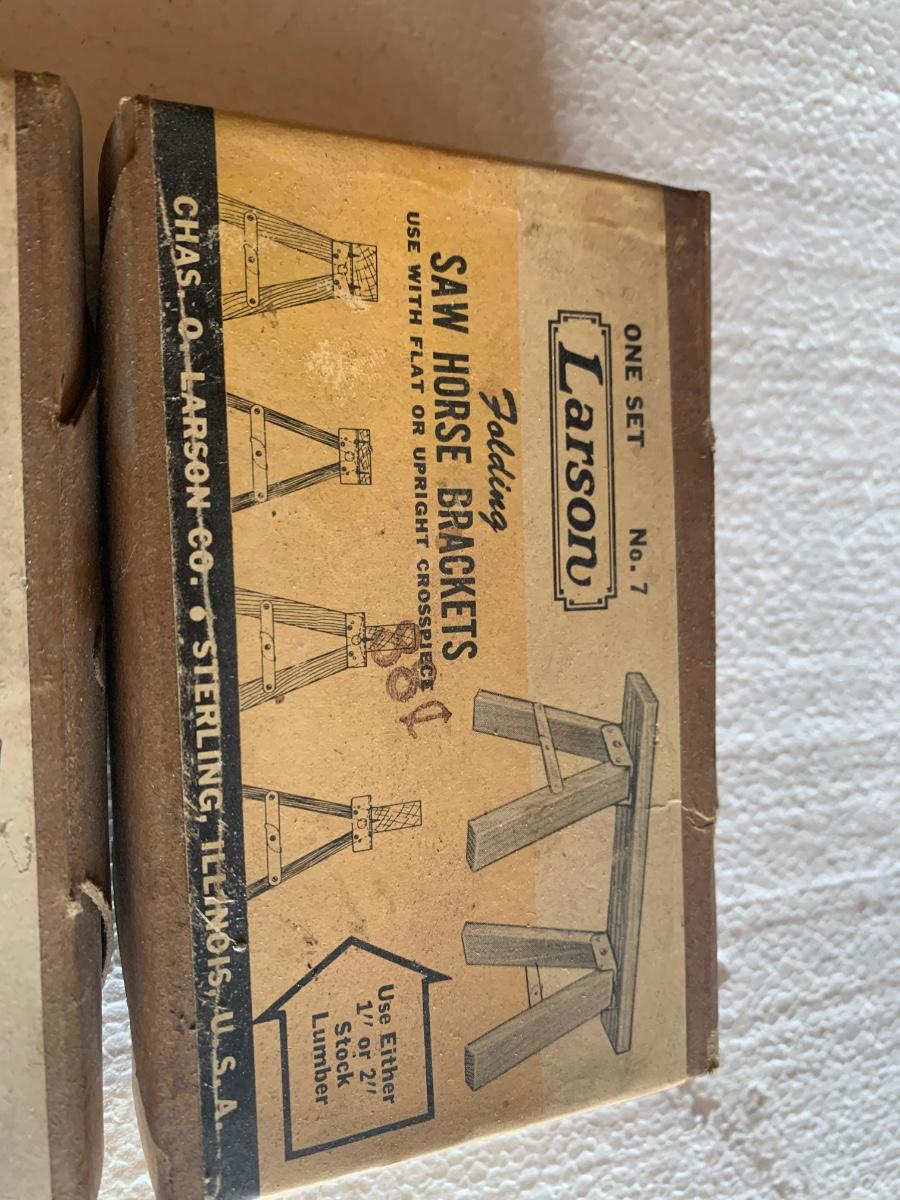 ONE SET No. 7
Larson
Folding
SAW HORSE BRACKETS
USE WITH FLAT OR UPRIGHT CROSSPIECE
Use Either
1" or 2"
Stock
Lumber
CHAS. O. LARSON CO. • STERLING, ILLINOIS, U. S. A.